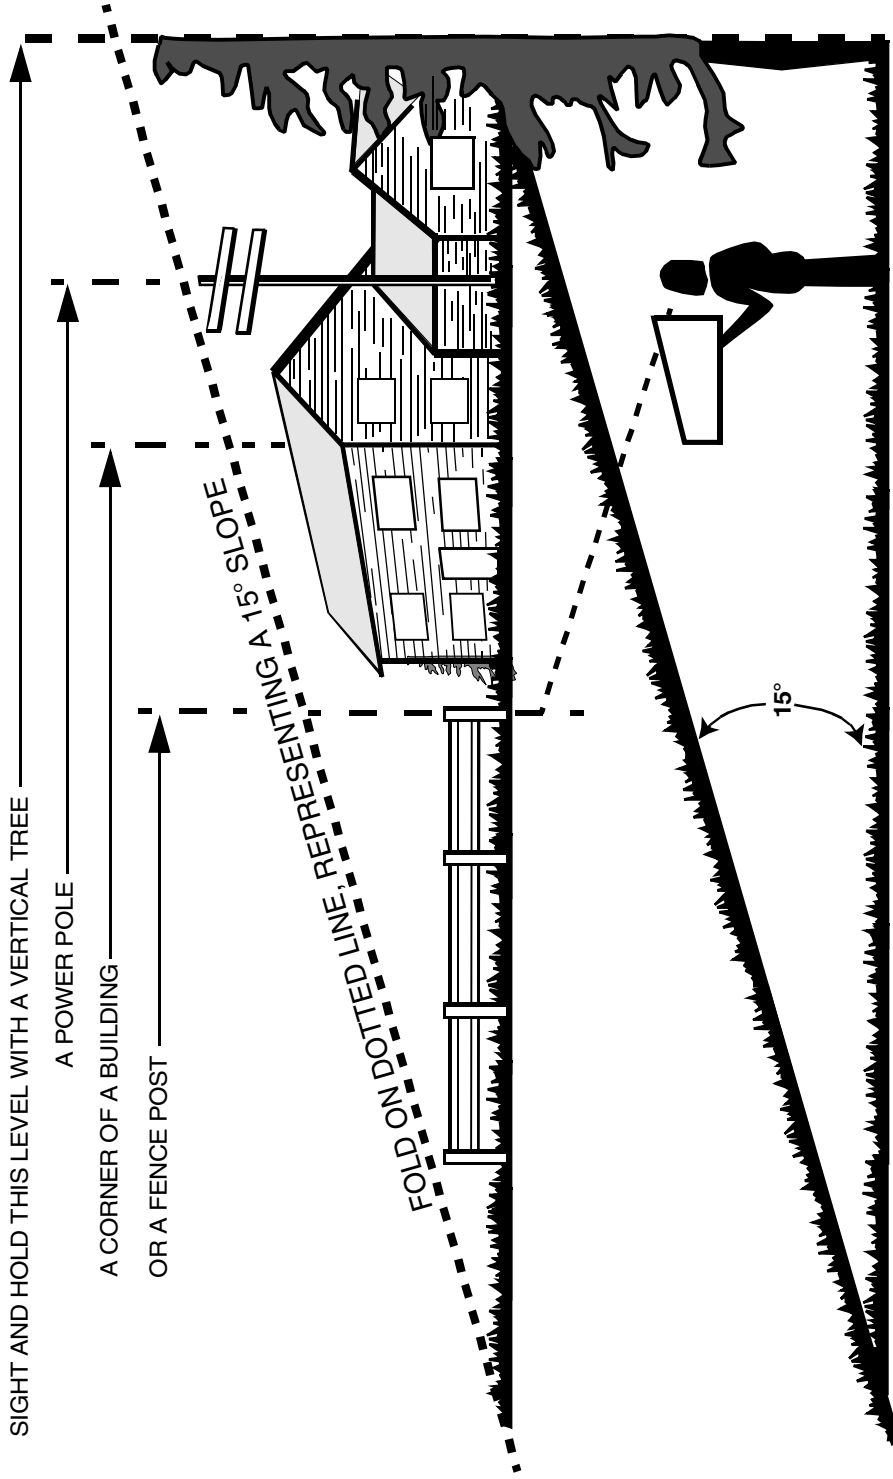 SIGHT AND HOLD THIS LEVEL WITH A VERTICAL TREE
A POWER POLE
A CORNER OF A BUILDING
OR A FENCE POST
FOLD ON DOTTED LINE, REPRESENTING A 15° SLOPE
15°